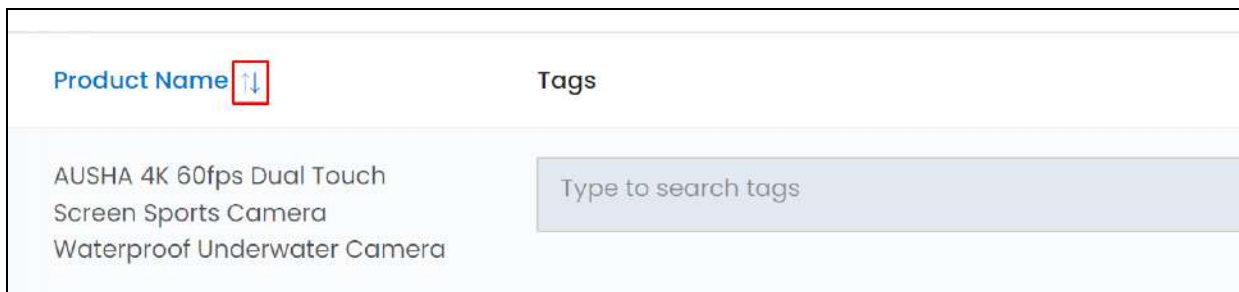 Product Name ↑↓
Tags
AUSHA 4K 60fps Dual Touch
Screen Sports Camera
Waterproof Underwater Camera
Type to search tags